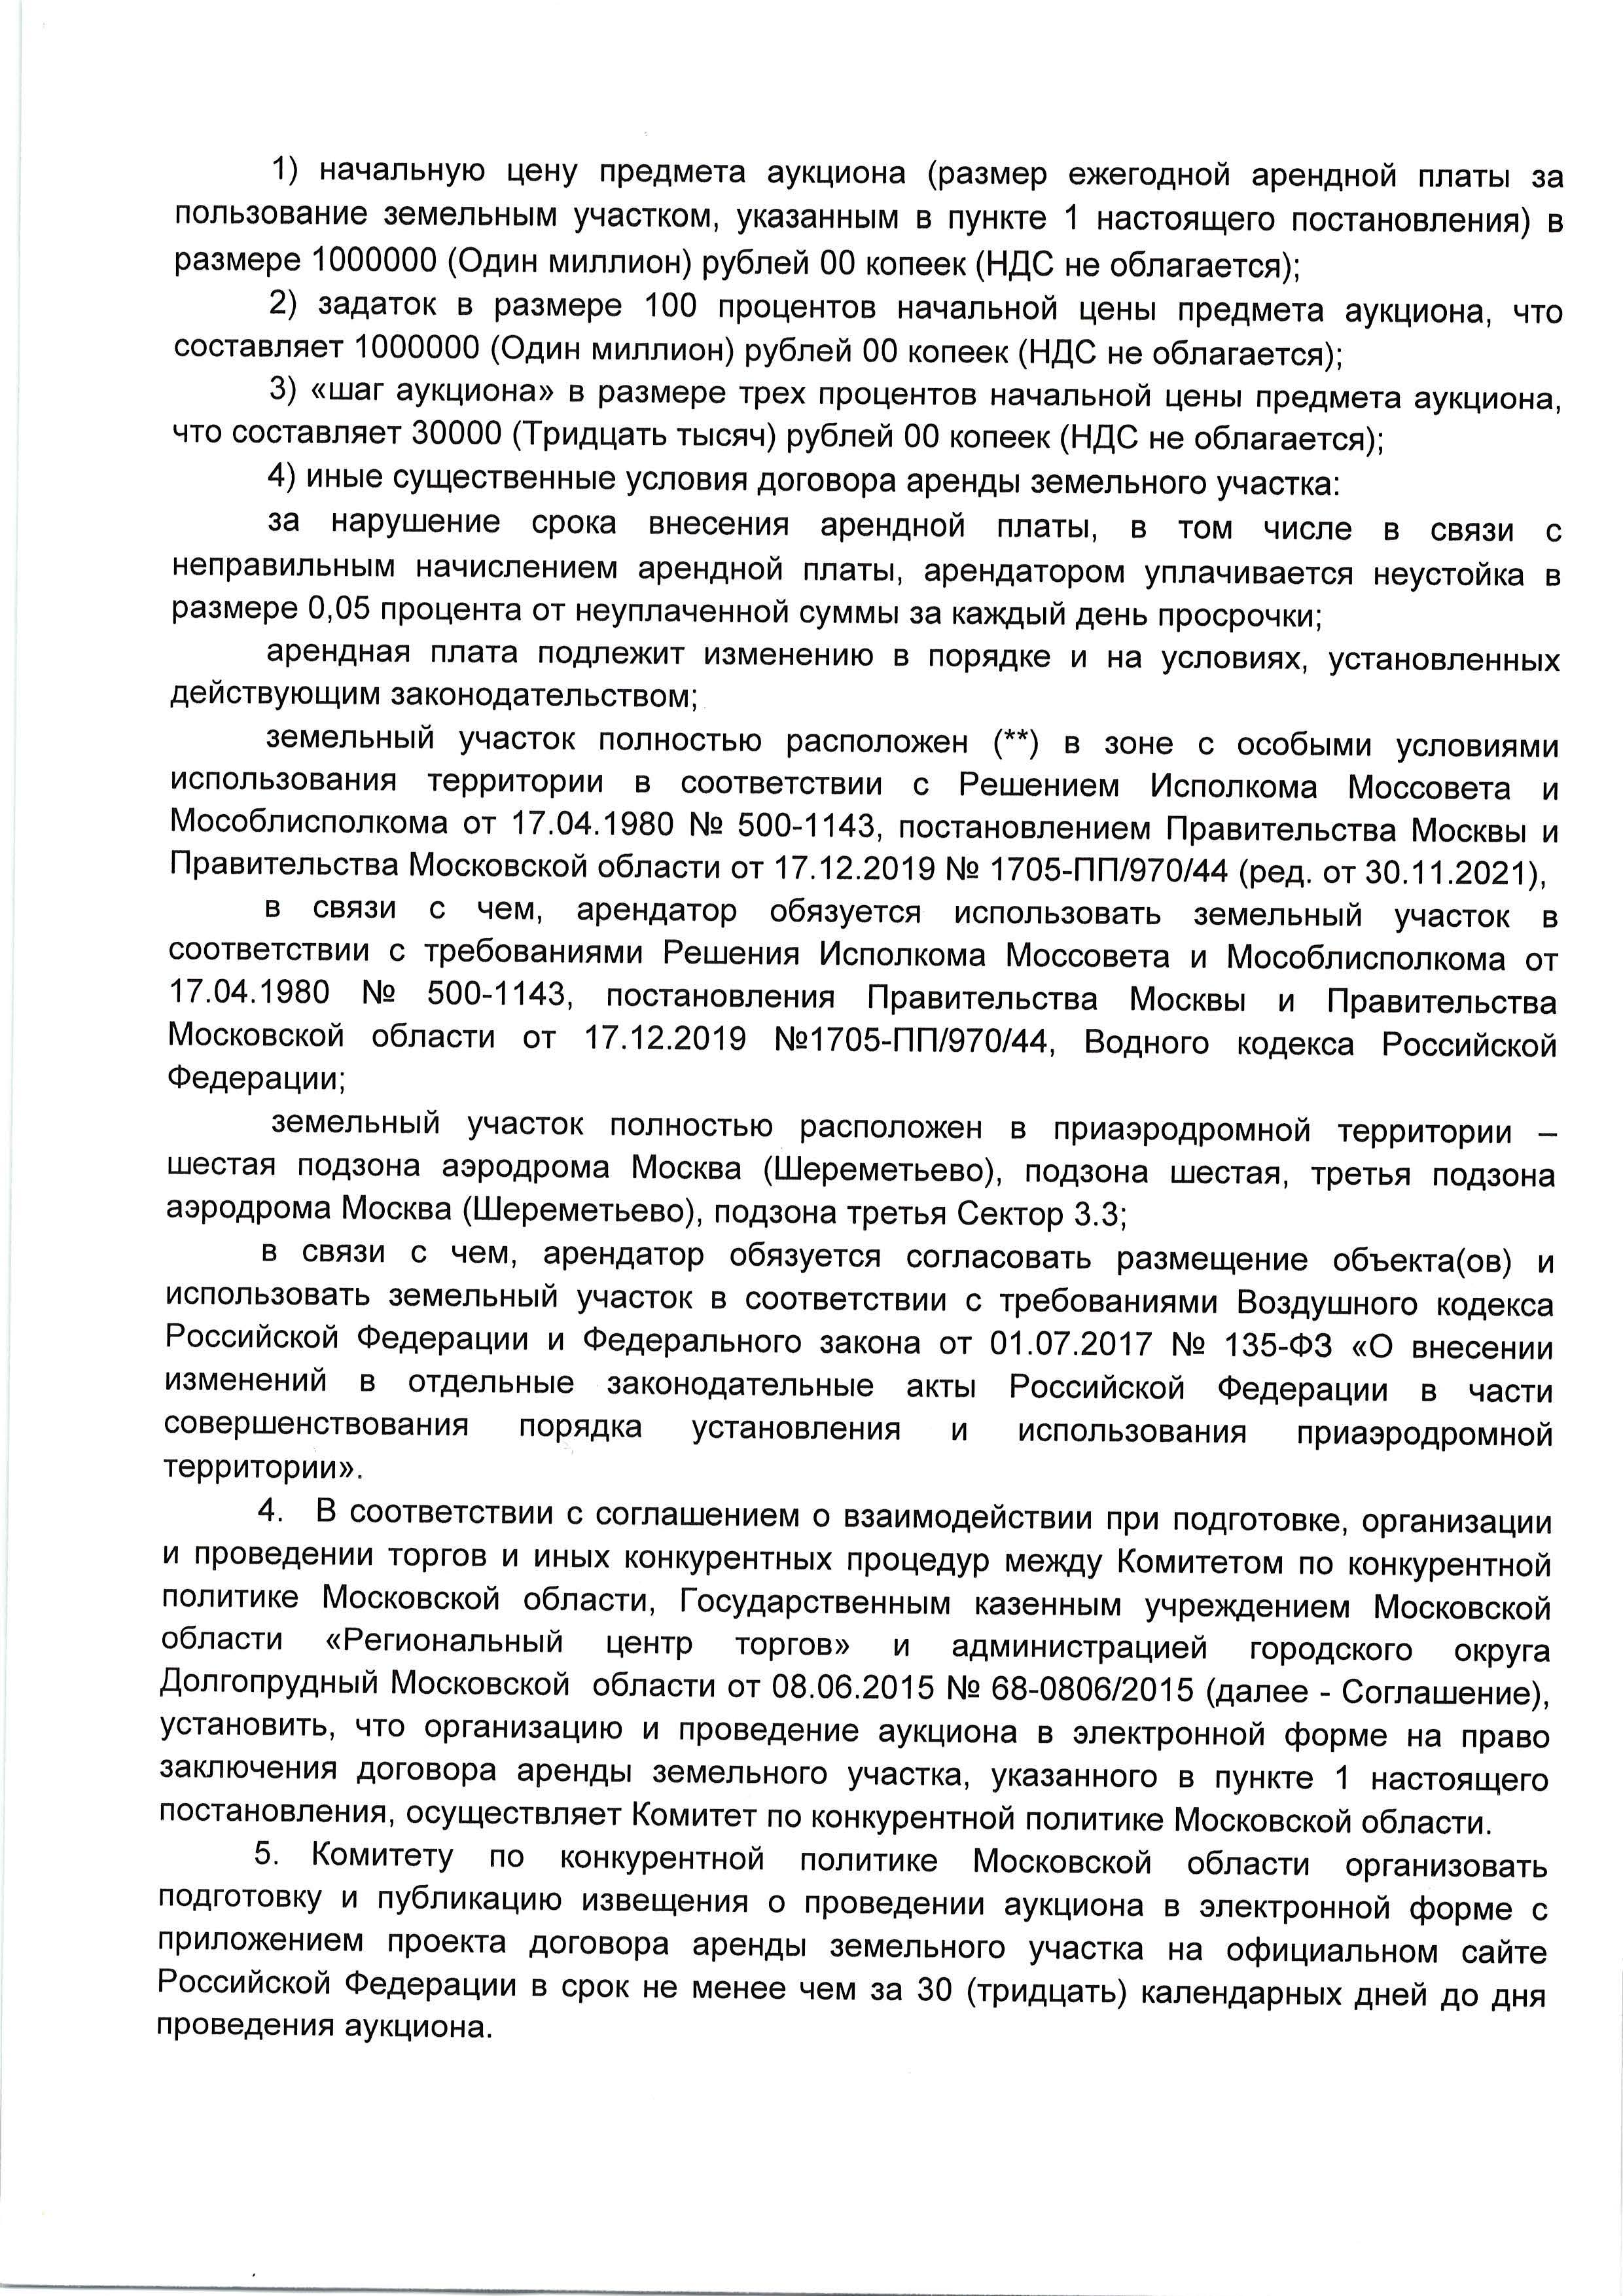 1) начальную цену предмета аукциона (размер ежегодной арендной платы за
пользование земельным участком, указанным в пункте 1 настоящего постановления) в
размере 1000000 (Один миллион) рублей 00 копеек (НДС не облагается);
2) задаток в размере 100 процентов начальной цены предмета аукциона, что
составляет 1000000 (Один миллион) рублей 00 копеек (НДС не облагается);
3) «шаг аукциона» в размере трех процентов начальной цены предмета аукциона,
что составляет 30000 (Тридцать тысяч) рублей 00 копеек (НДС не облагается);
4) иные существенные условия договора аренды земельного участка:
за нарушение срока внесения арендной платы, в том числе в связи с
неправильным начислением арендной платы, арендатором уплачивается неустойка в
размере 0,05 процента от неуплаченной суммы за каждый день просрочки;
арендная плата подлежит изменению в порядке и на условиях, установленных
действующим законодательством;
земельный участок полностью расположен (**) в зоне с особыми условиями
использования территории в соответствии с Решением Исполкома Моссовета и
Мособлисполкома от 17.04.1980 № 500-1143, постановлением Правительства Москвы и
Правительства Московской области от 17.12.2019 № 1705-ПП/970/44 (ред. от 30.11.2021),
в связи с чем, арендатор обязуется использовать земельный участок в
соответствии с требованиями Решения Исполкома Моссовета и Мособлисполкома от
17.04.1980 № 500-1143, постановления Правительства Москвы и Правительства
Московской области от 17.12.2019 №1705-ПП/970/44, Водного кодекса Российской
Федерации;
земельный участок полностью расположен в приаэродромной территории –
шестая подзона аэродрома Москва (Шереметьево), подзона шестая, третья подзона
аэродрома Москва (Шереметьево), подзона третья Сектор 3.3;
в связи с чем, арендатор обязуется согласовать размещение объекта(ов) и
использовать земельный участок в соответствии с требованиями Воздушного кодекса
Российской Федерации и Федерального закона от 01.07.2017 № 135-ФЗ «О внесении
изменений в отдельные законодательные акты Российской Федерации в части
совершенствования порядка установления и использования приаэродромной
территории».
4. В соответствии с соглашением о взаимодействии при подготовке, организации
и проведении торгов и иных конкурентных процедур между Комитетом по конкурентной
политике Московской области, Государственным казенным учреждением Московской
области «Региональный центр торгов» и администрацией городского округа
Долгопрудный Московской области от 08.06.2015 № 68-0806/2015 (далее - Соглашение),
установить, что организацию и проведение аукциона в электронной форме на право
заключения договора аренды земельного участка, указанного в пункте 1 настоящего
постановления, осуществляет Комитет по конкурентной политике Московской области.
5. Комитету по конкурентной политике Московской области организовать
подготовку и публикацию извещения о проведении аукциона в электронной форме с
приложением проекта договора аренды земельного участка на официальном сайте
Российской Федерации в срок не менее чем за 30 (тридцать) календарных дней до дня
проведения аукциона.